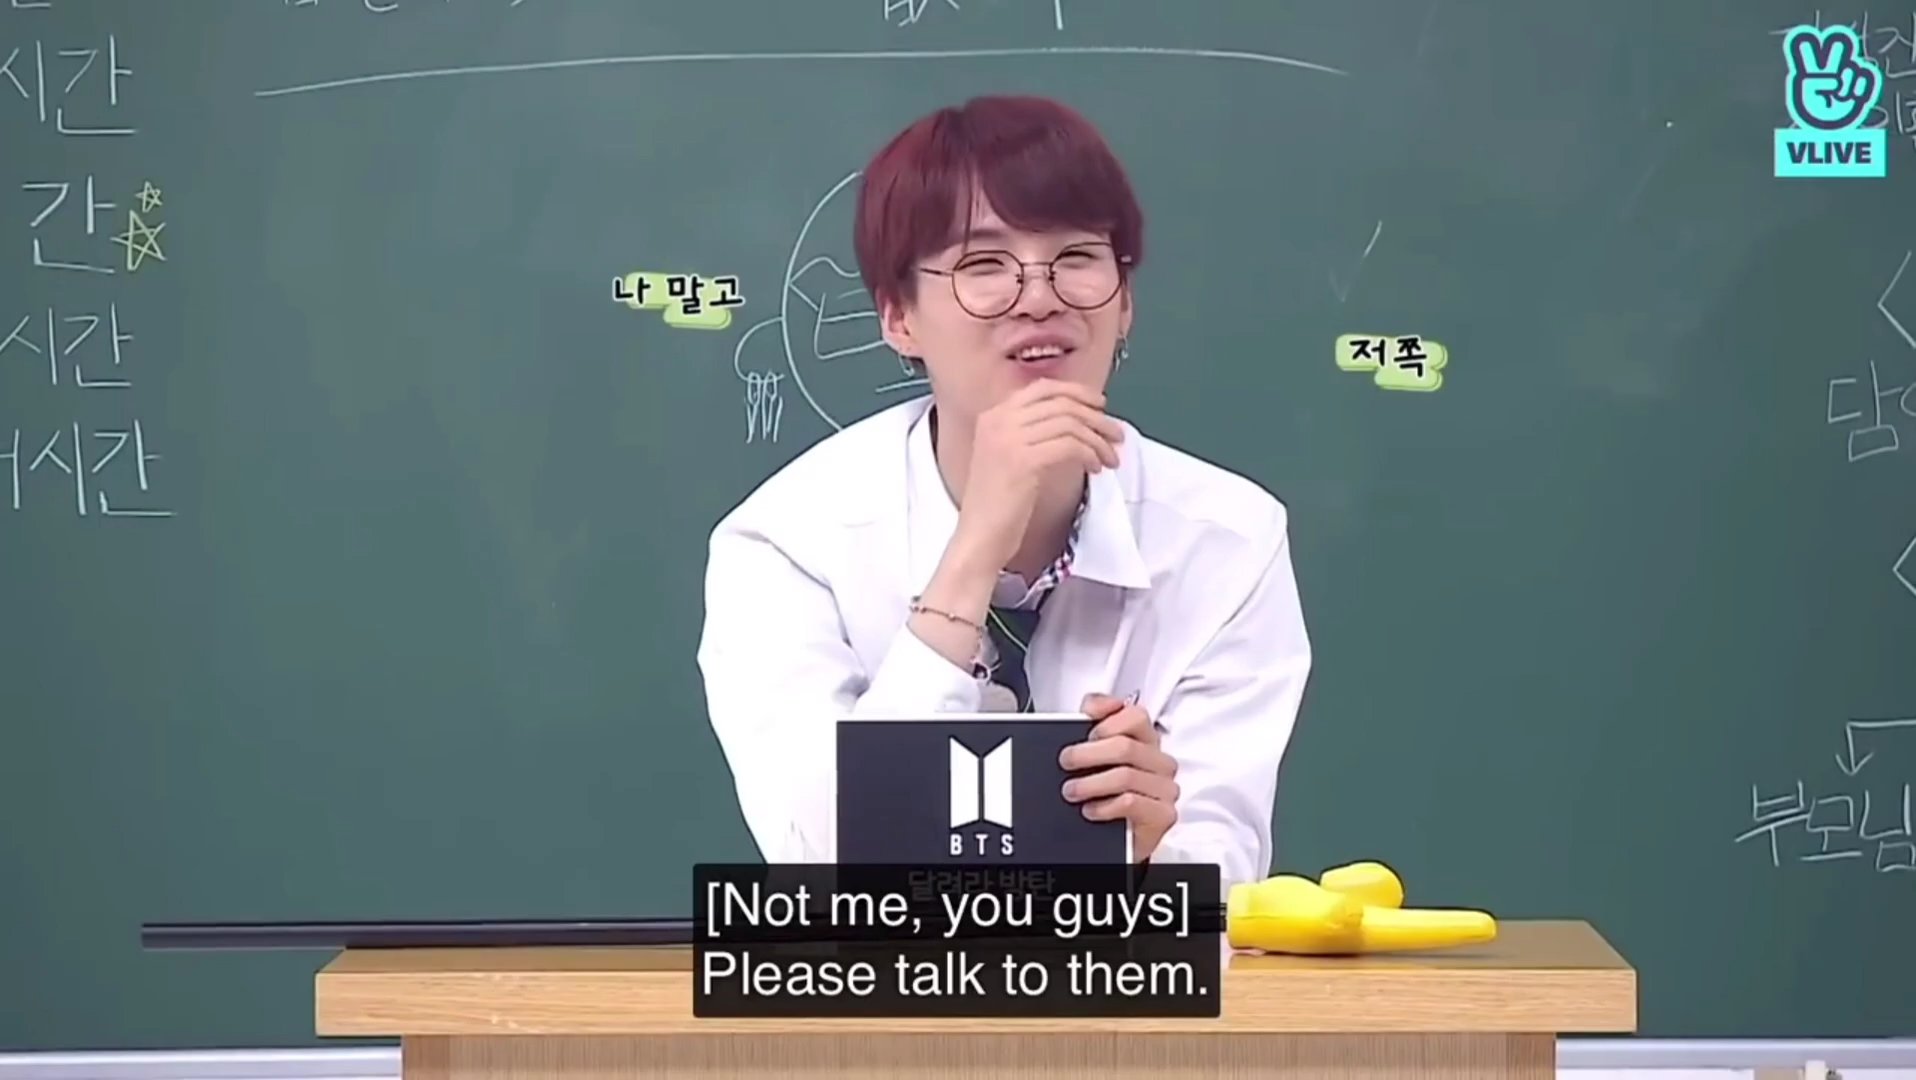 시간
간
시간
시간
VLIVE
나 말고
저쪽
담
부모님
BTS
달려라 방탄
[Not me, you guys]
Please talk to them.